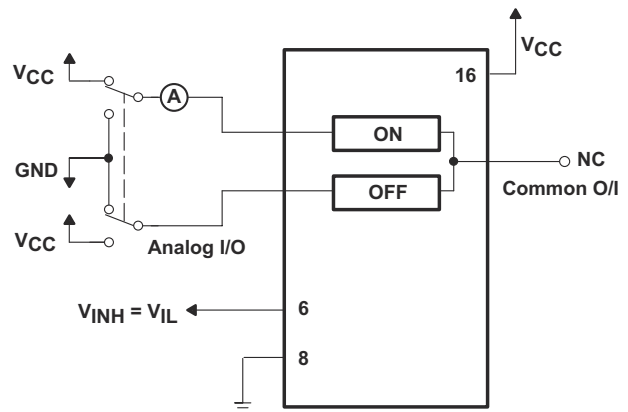 VCC
16
VCC
A
ON
NC
GND
Common O/I
OFF
VCC
Analog I/O
VINH = VIL
6
8